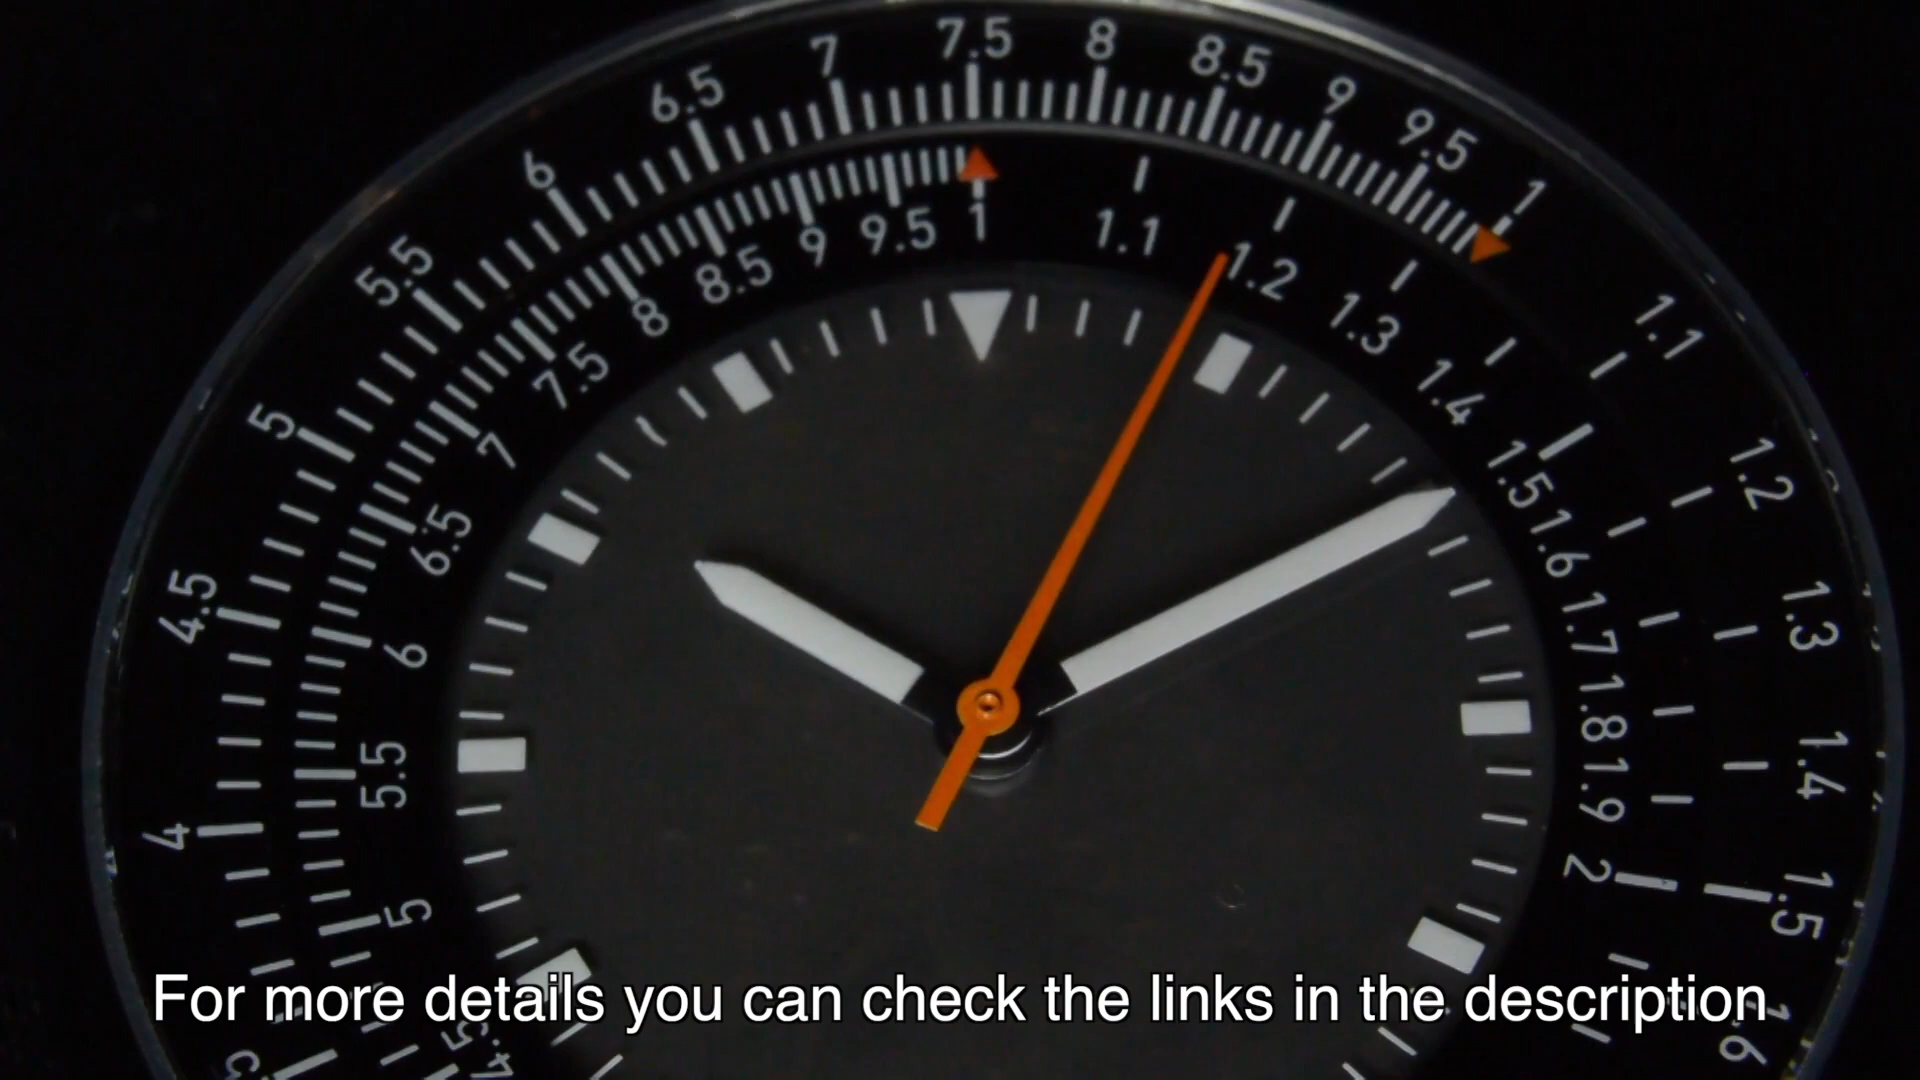 7.5 8 8.5 9 9.5 1 1.1 1.2 1.3 1.4 1.5 1.6
7 6.5 6 5.5 5 4.5 4
1 1.1 1.2 1.3 1.4 1.5 1.6 1.7 1.8 1.9 2
9.5 9 8.5 8 7.5 7 6.5 6 5.5 5
For more details you can check the links in the description